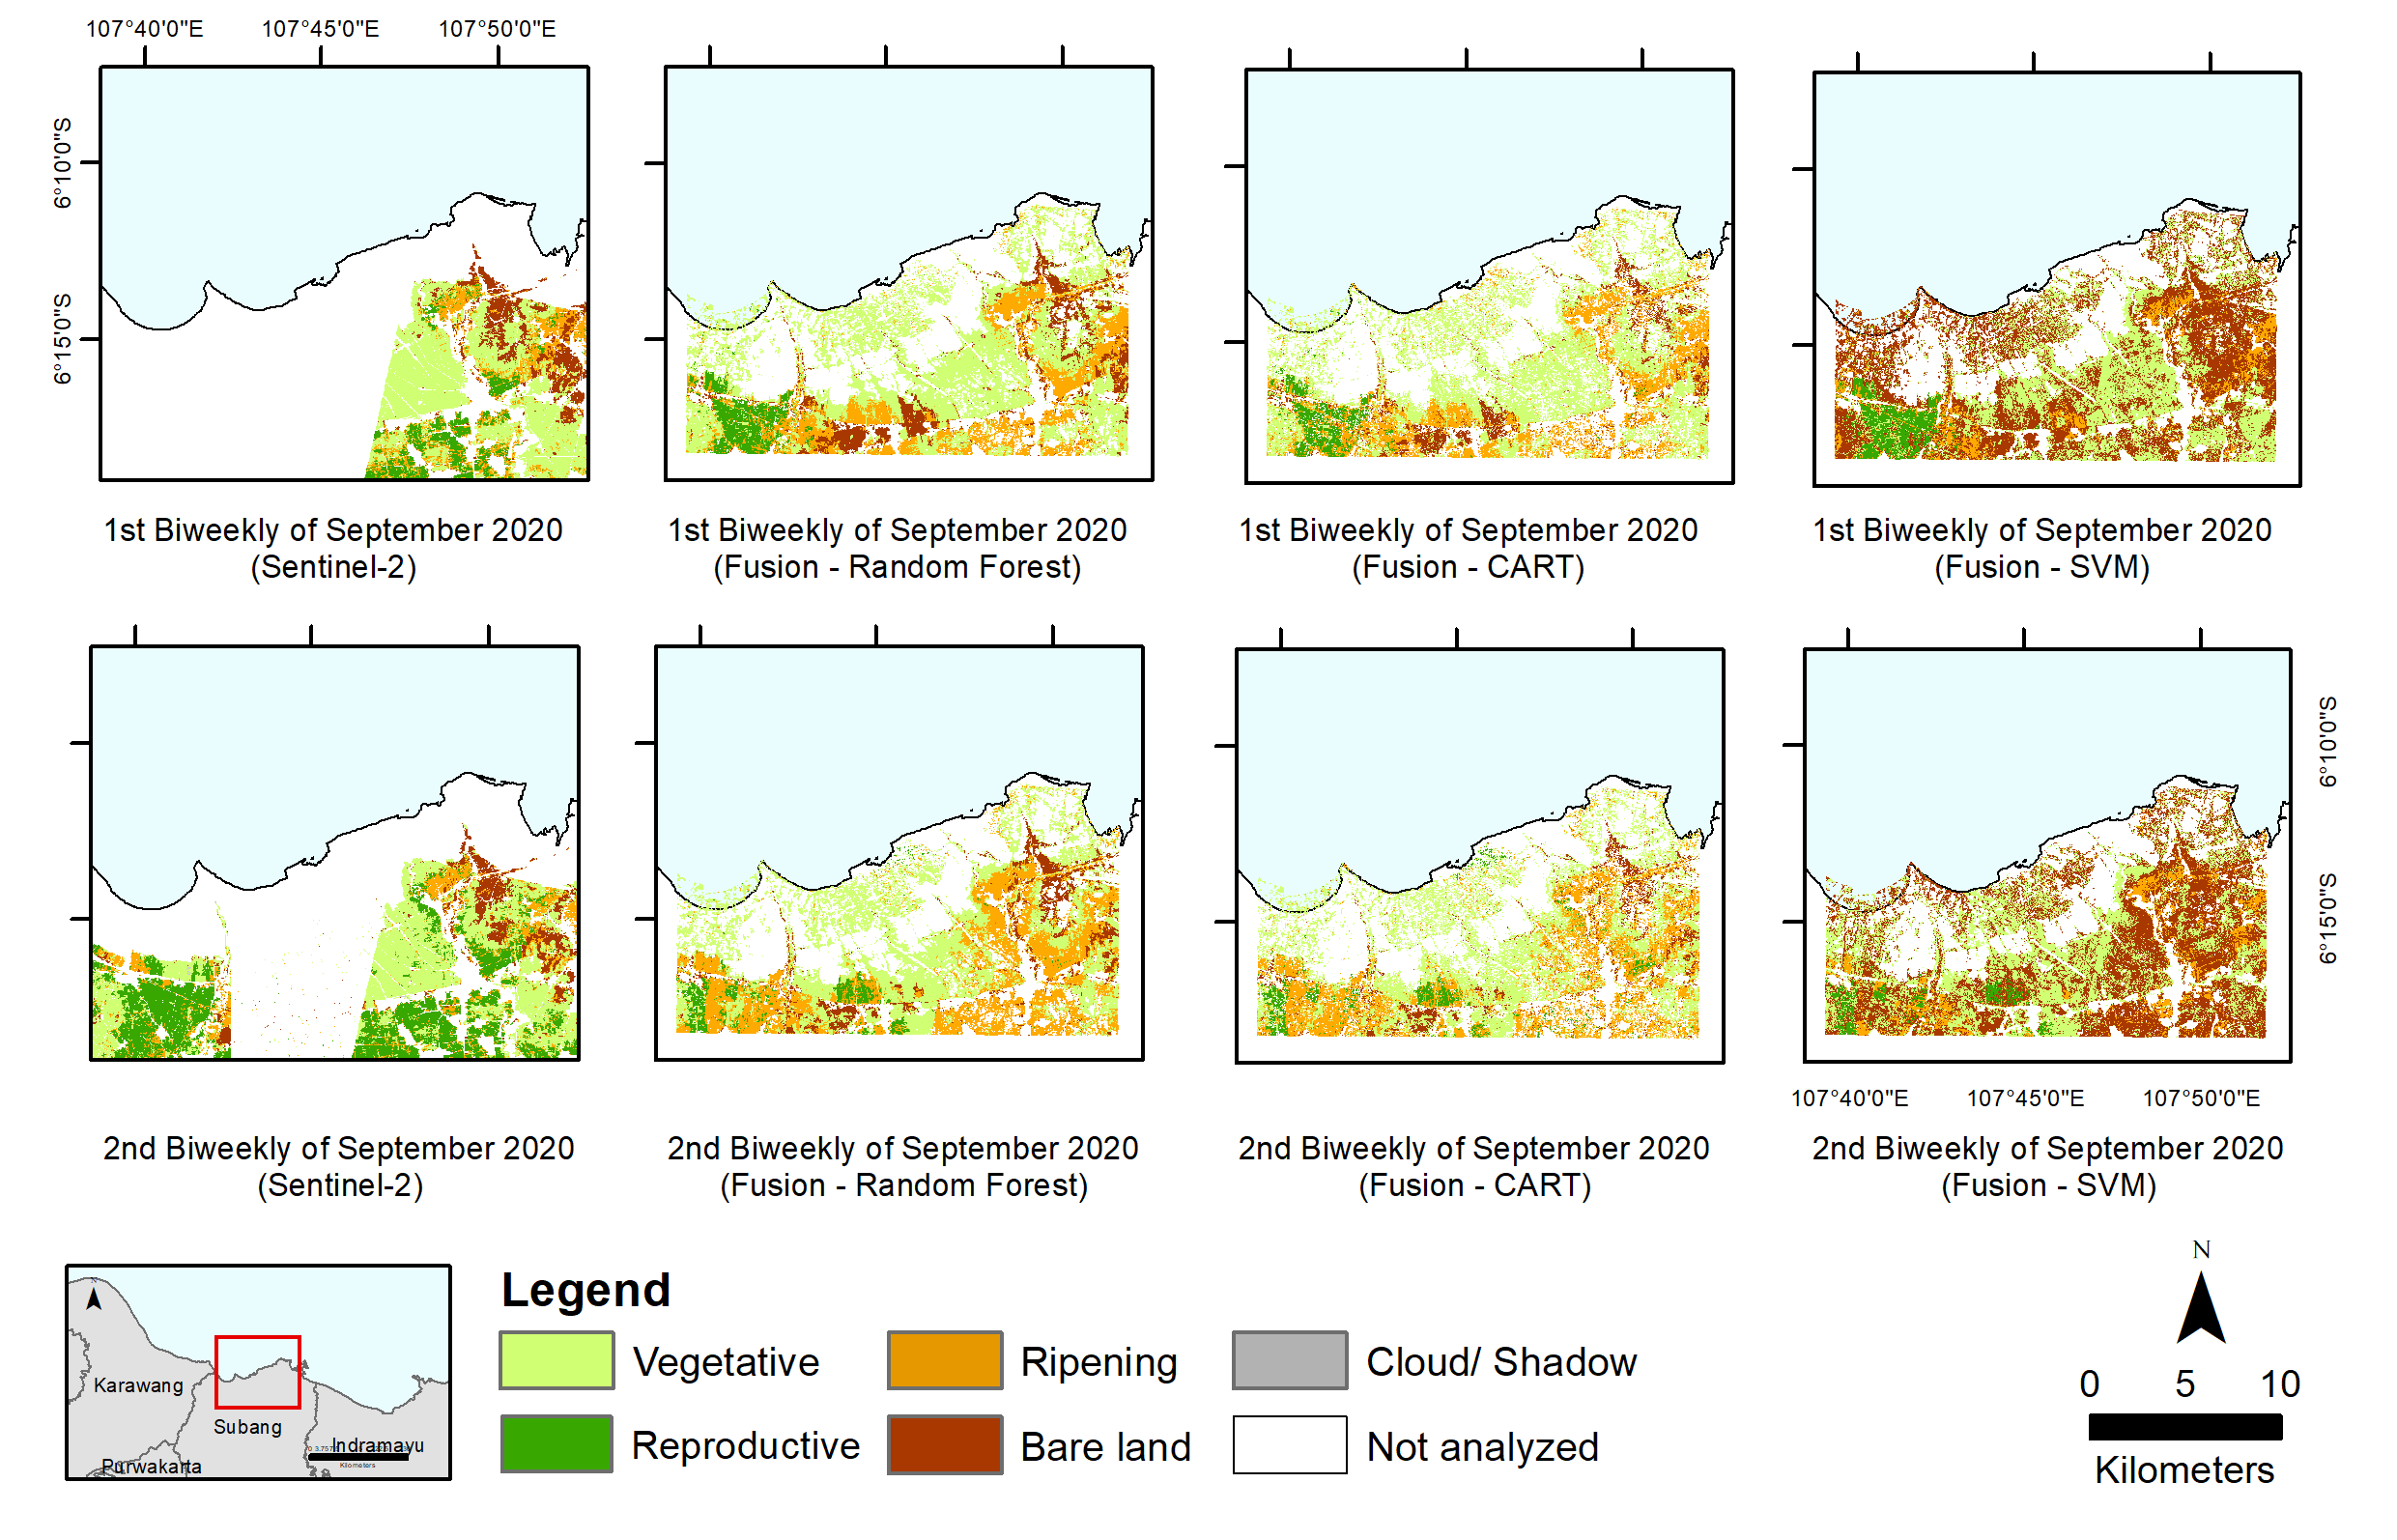 107°40'0"E 107°45'0"E 107°50'0"E
6°10'0"S
6°15'0"S
1st Biweekly of September 2020
(Sentinel-2)
1st Biweekly of September 2020
(Fusion - Random Forest)
1st Biweekly of September 2020
(Fusion - CART)
1st Biweekly of September 2020
(Fusion - SVM)
6°10'0"S
6°15'0"S
107°40'0"E 107°45'0"E 107°50'0"E
2nd Biweekly of September 2020
(Sentinel-2)
2nd Biweekly of September 2020
(Fusion - Random Forest)
2nd Biweekly of September 2020
(Fusion - CART)
2nd Biweekly of September 2020
(Fusion - SVM)
N
Karawang
Subang
Indramayu
Purwakarta
Kilometers
Legend
Vegetative
Reproductive
Ripening
Bare land
Cloud/ Shadow
Not analyzed
N
0 5 10
Kilometers